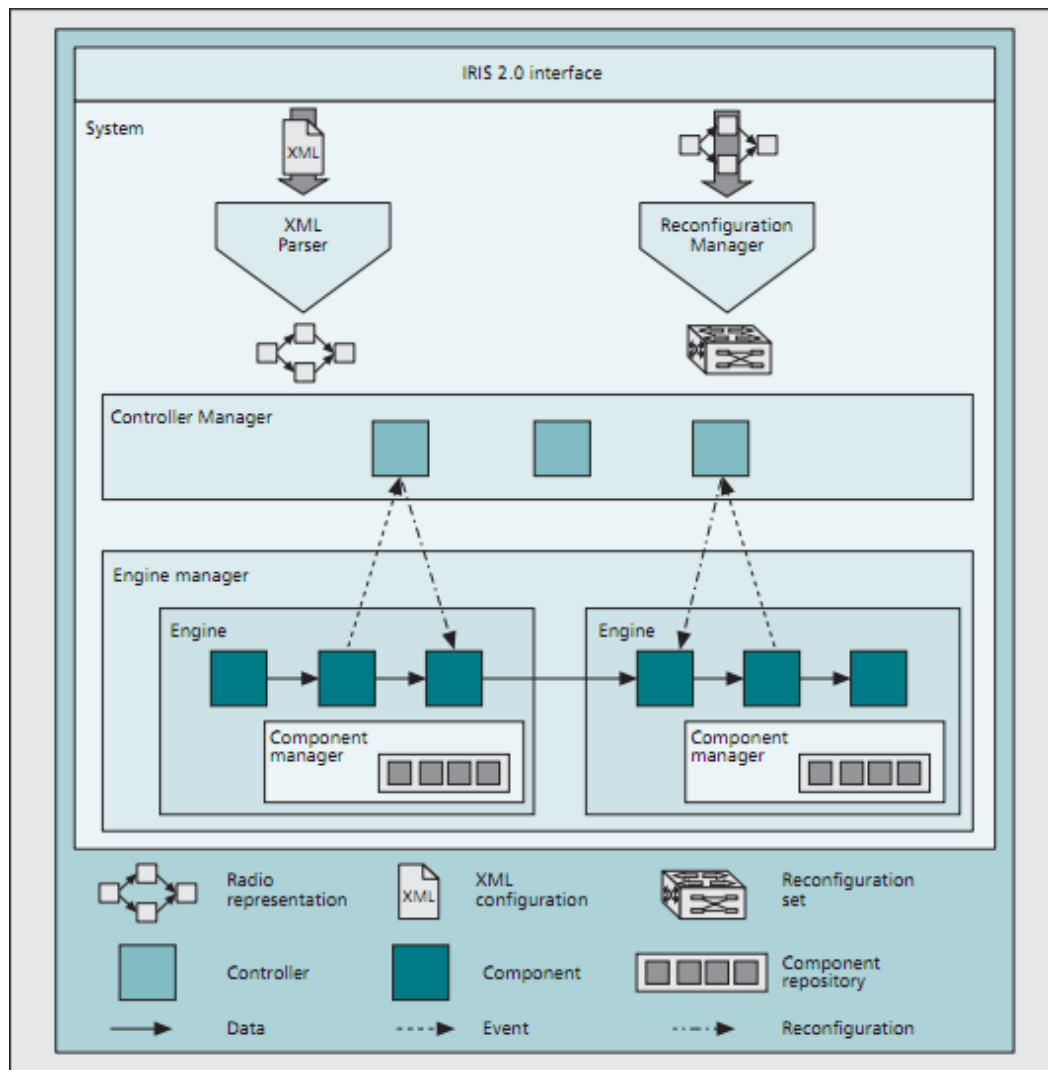 IRIS 2.0 interface
System
XML
XML
Parser
Reconfiguration
Manager
Controller Manager
Engine manager
Engine
Engine
Component
manager
Component
manager
Radio
representation
XML
XML
configuration
Reconfiguration
set
Controller
Component
Component
repository
Data
Event
Reconfiguration